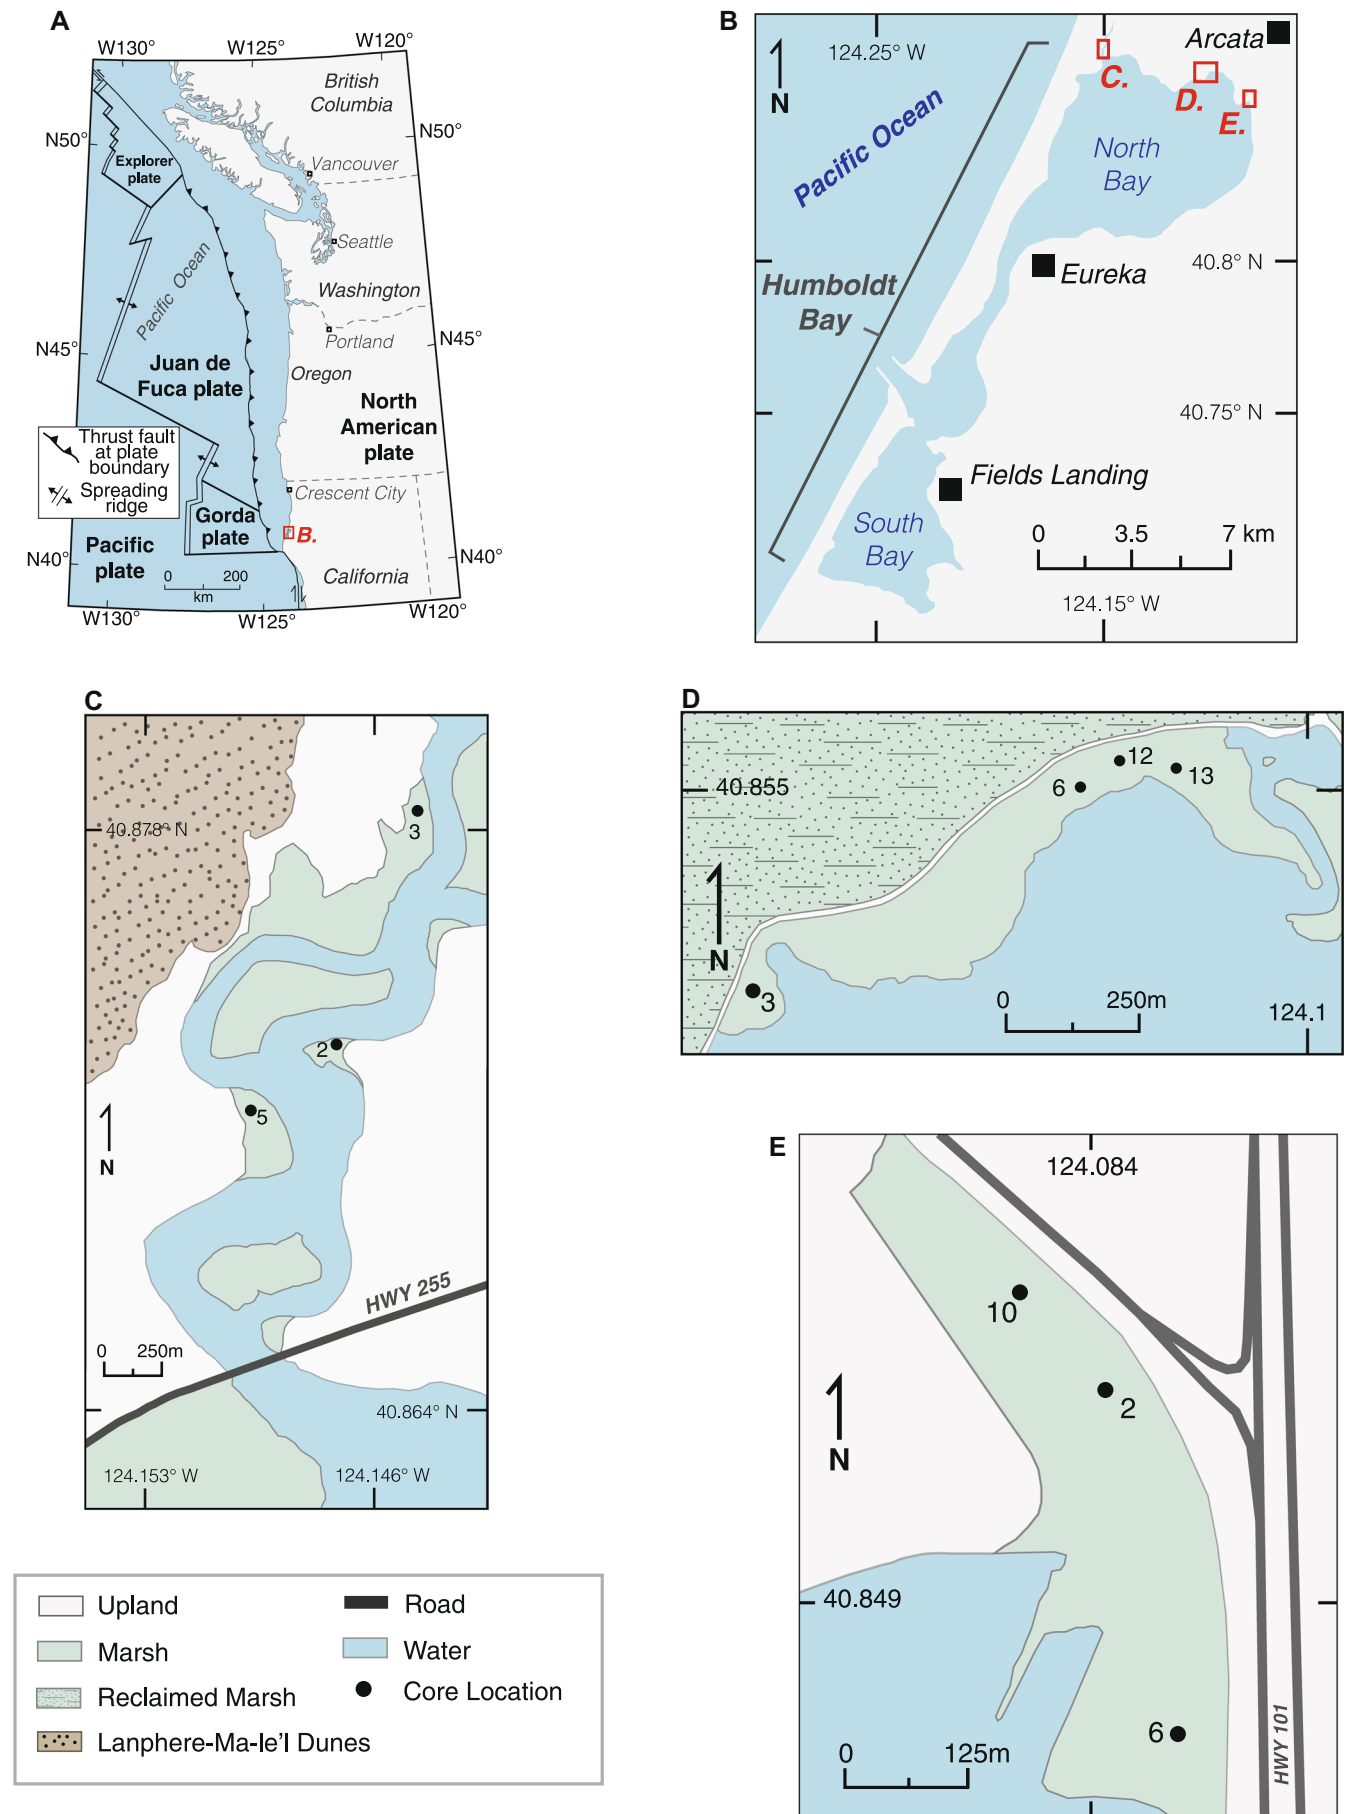 A
W130°
W125°
W120°
British
Columbia
N50°
N50°
Explorer
plate
Vancouver
Seattle
Pacific Ocean
Washington
Portland
N45°
N45°
Juan de
Fuca plate
Oregon
North
American
plate
Thrust fault
at plate
boundary
Spreading
ridge
Crescent City
Gorda
plate
B.
Pacific
plate
N40°
N40°
0
200
km
California
W130°
W125°
W120°
B
124.25° W
Arcata
N
C.
D.
E.
Pacific Ocean
North
Bay
40.8° N
Eureka
Humboldt
Bay
40.75° N
Fields Landing
South
Bay
0
3.5
7 km
124.15° W
C
40.878° N
3
2
5
N
HWY 255
0
250m
40.864° N
124.153° W
124.146° W
D
40.855
12
6
13
N
3
0
250m
124.1
E
124.084
10
2
N
40.849
6
0
125m
HWY 101
Upland
Road
Marsh
Water
Reclaimed Marsh
Core Location
Lanphere-Ma-le'l Dunes